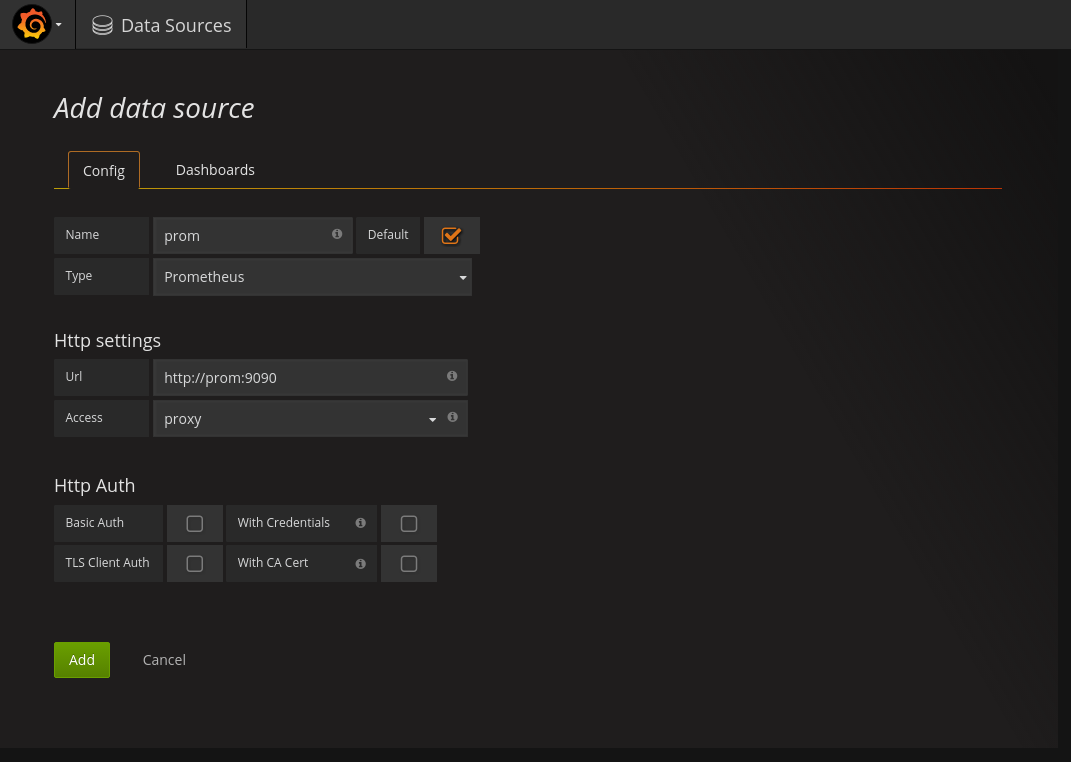 Data Sources
Add data source
Config Dashboards
Name prom Default
Type Prometheus
Http settings
Url http://prom:9090
Access proxy
Http Auth
Basic Auth With Credentials
TLS Client Auth With CA Cert
Add Cancel